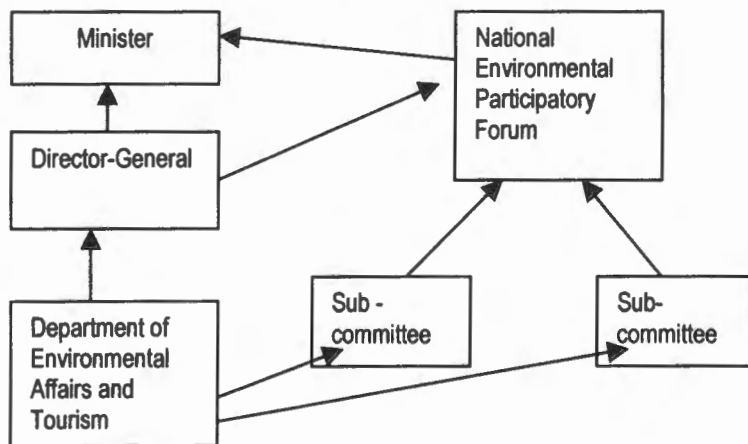 Minister
National
Environmental
Participatory
Forum
Director-General
Department of
Environmental
Affairs and
Tourism
Sub -
committee
Sub-
committee